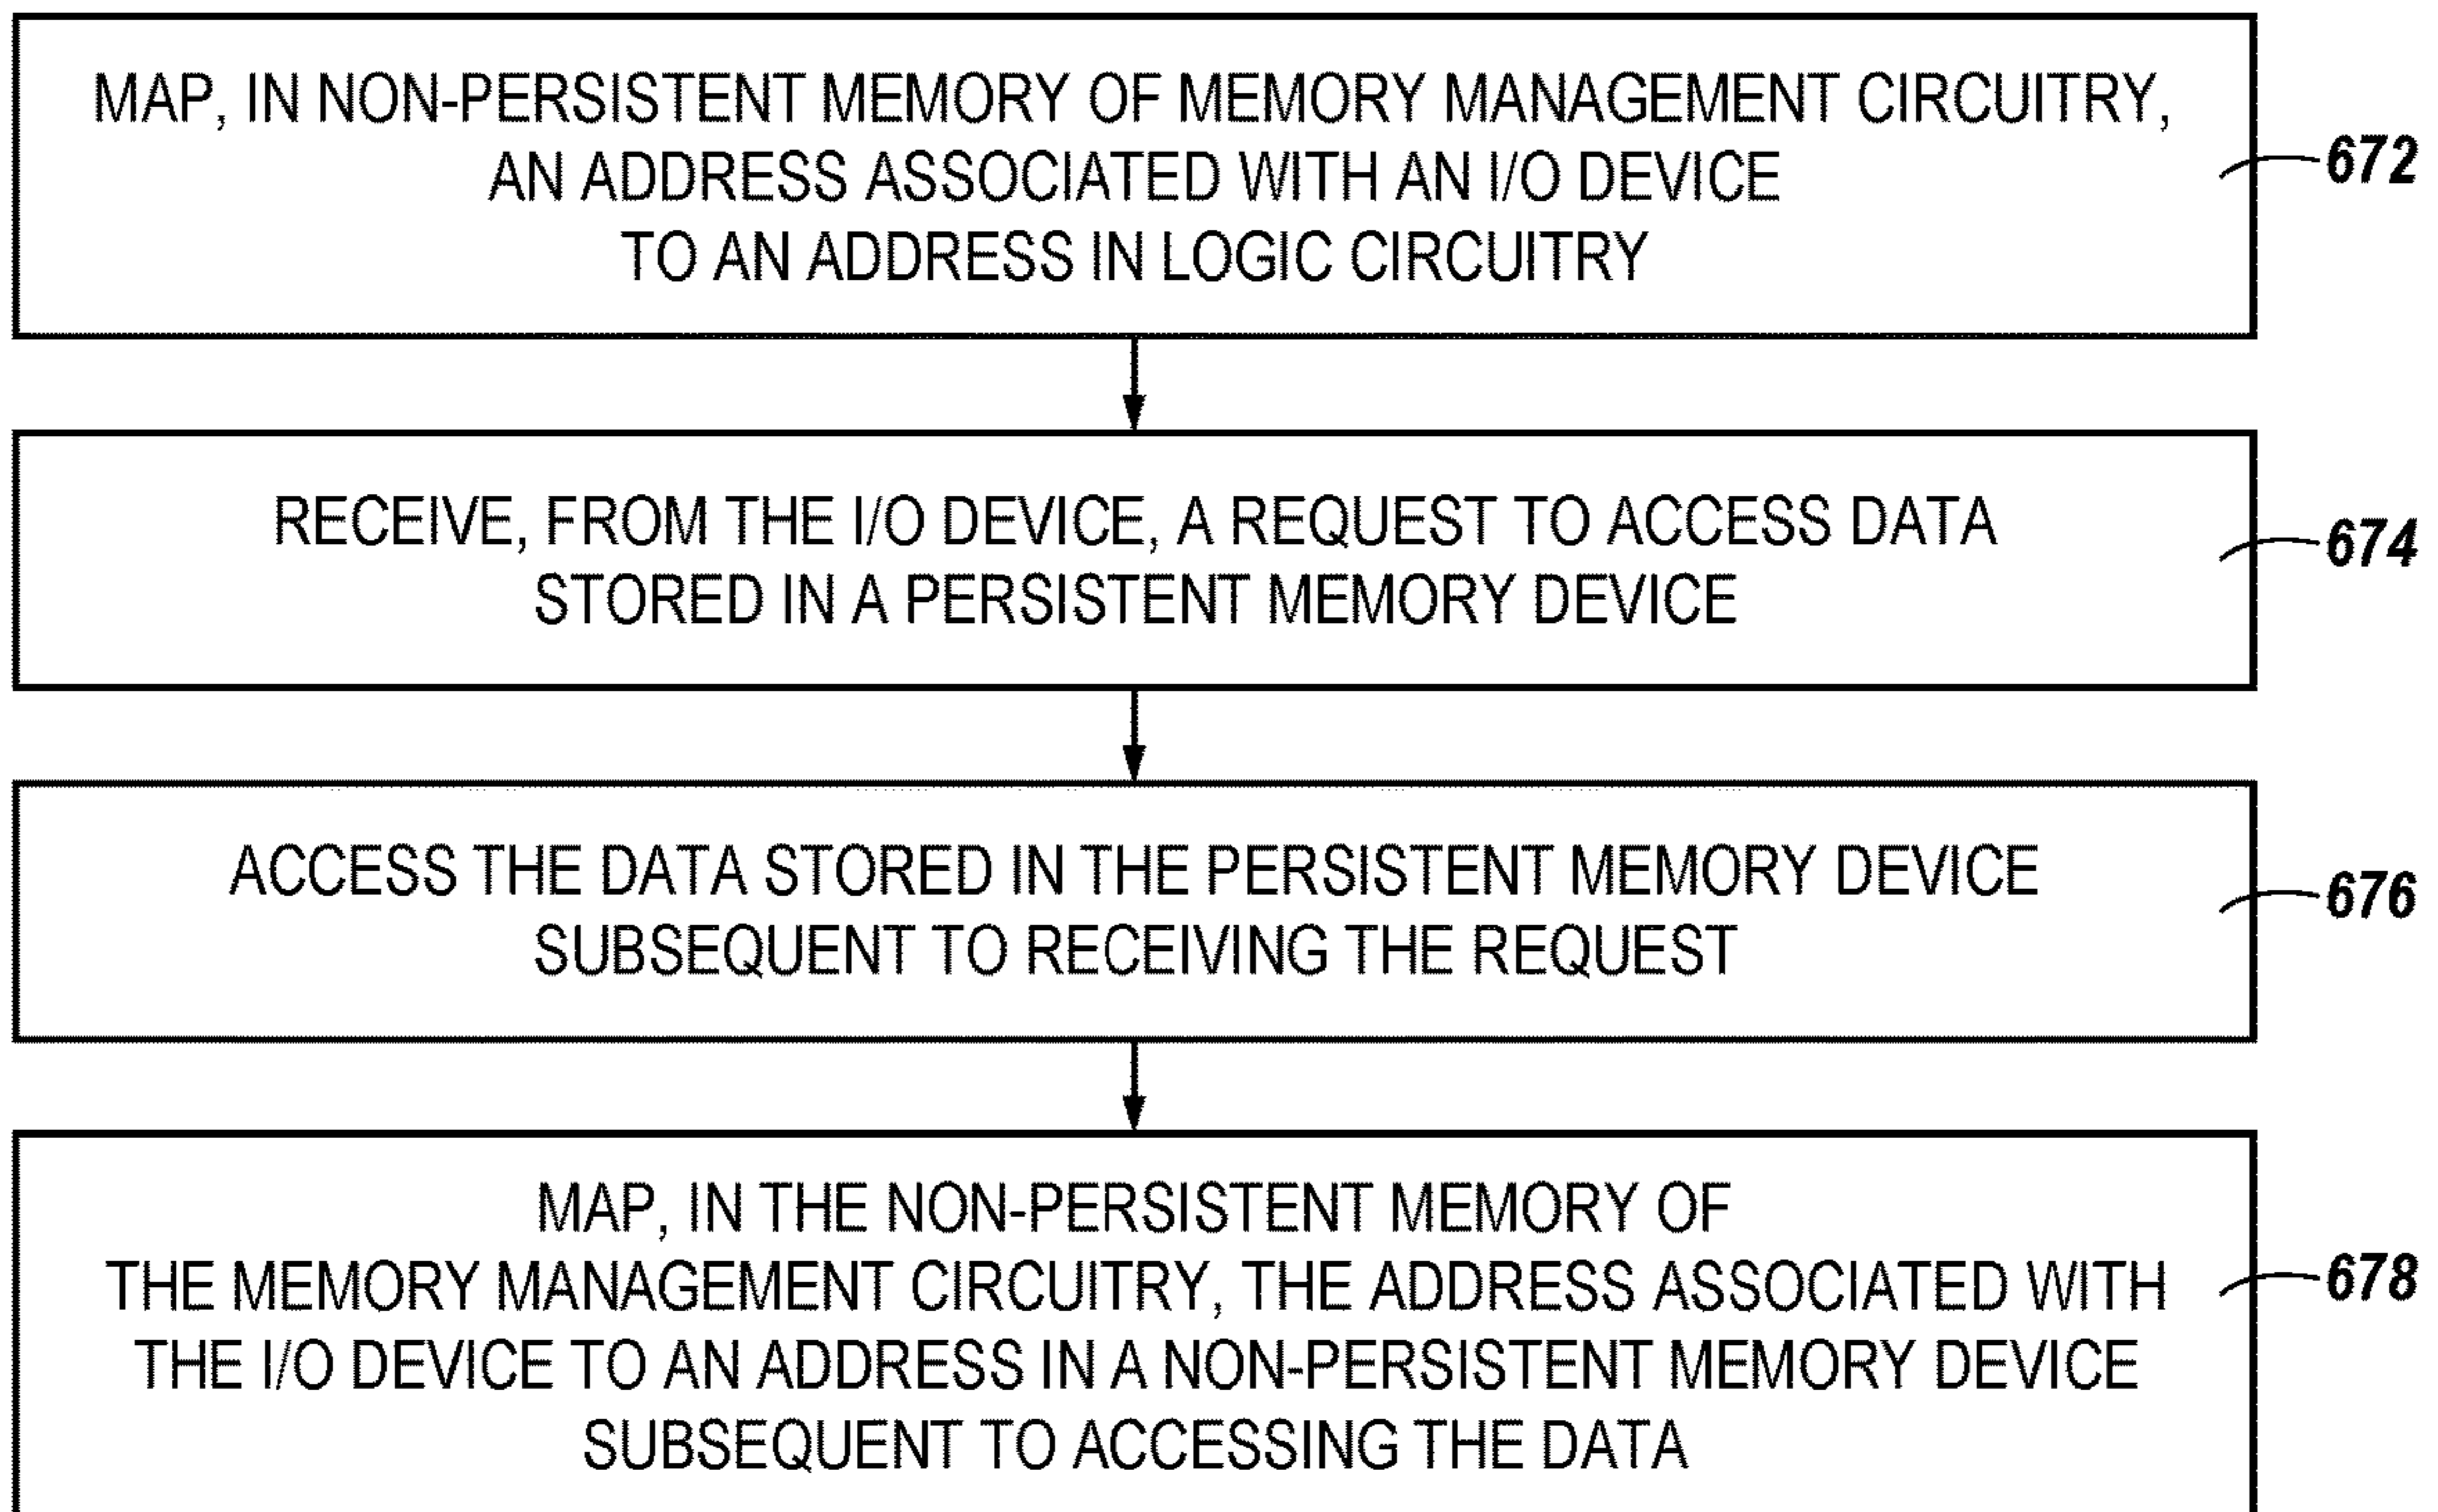 MAP, IN NON-PERSISTENT MEMORY OF MEMORY MANAGEMENT CIRCUITRY,
AN ADDRESS ASSOCIATED WITH AN I/O DEVICE
TO AN ADDRESS IN LOGIC CIRCUITRY
672
RECEIVE, FROM THE I/O DEVICE, A REQUEST TO ACCESS DATA
STORED IN A PERSISTENT MEMORY DEVICE
674
ACCESS THE DATA STORED IN THE PERSISTENT MEMORY DEVICE
SUBSEQUENT TO RECEIVING THE REQUEST
676
MAP, IN THE NON-PERSISTENT MEMORY OF
THE MEMORY MANAGEMENT CIRCUITRY, THE ADDRESS ASSOCIATED WITH
THE I/O DEVICE TO AN ADDRESS IN A NON-PERSISTENT MEMORY DEVICE
SUBSEQUENT TO ACCESSING THE DATA
678